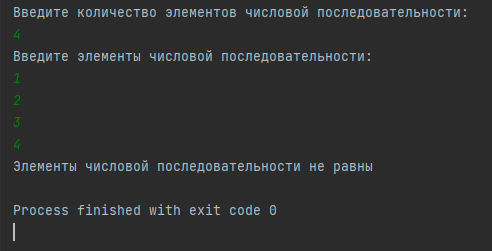 Введите количество элементов числовой последовательности:
4
Введите элементы числовой последовательности:
1
2
3
4
Элементы числовой последовательности не равны
Process finished with exit code 0